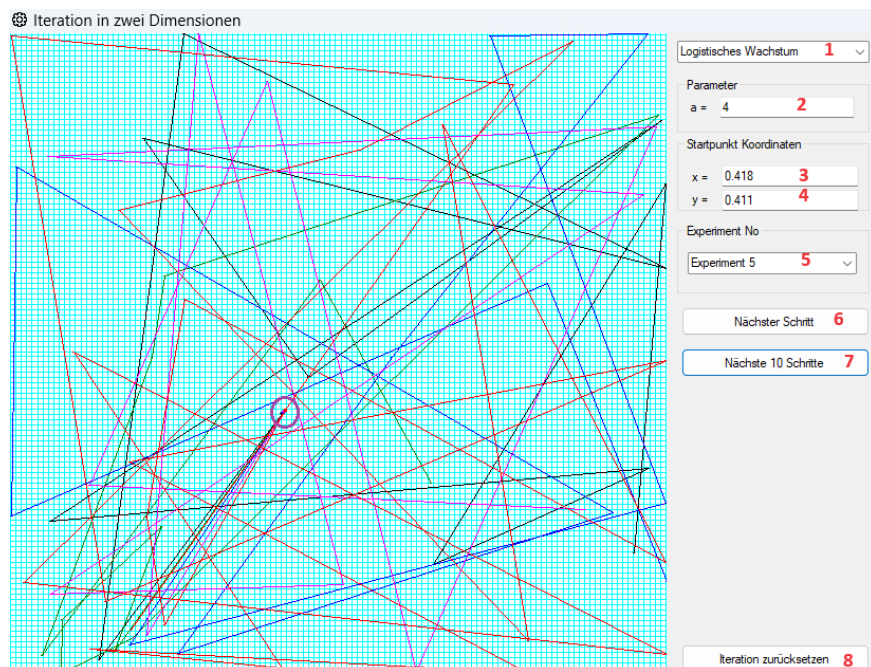 Iteration in zwei Dimensionen
Logistisches Wachstum 1
Parameter
a = 4 2
Startpunkt Koordinaten
x = 0.418 3
y = 0.411 4
Experiment No
Experiment 5 5
Nächster Schritt 6
Nächste 10 Schritte 7
Iteration zurücksetzen 8